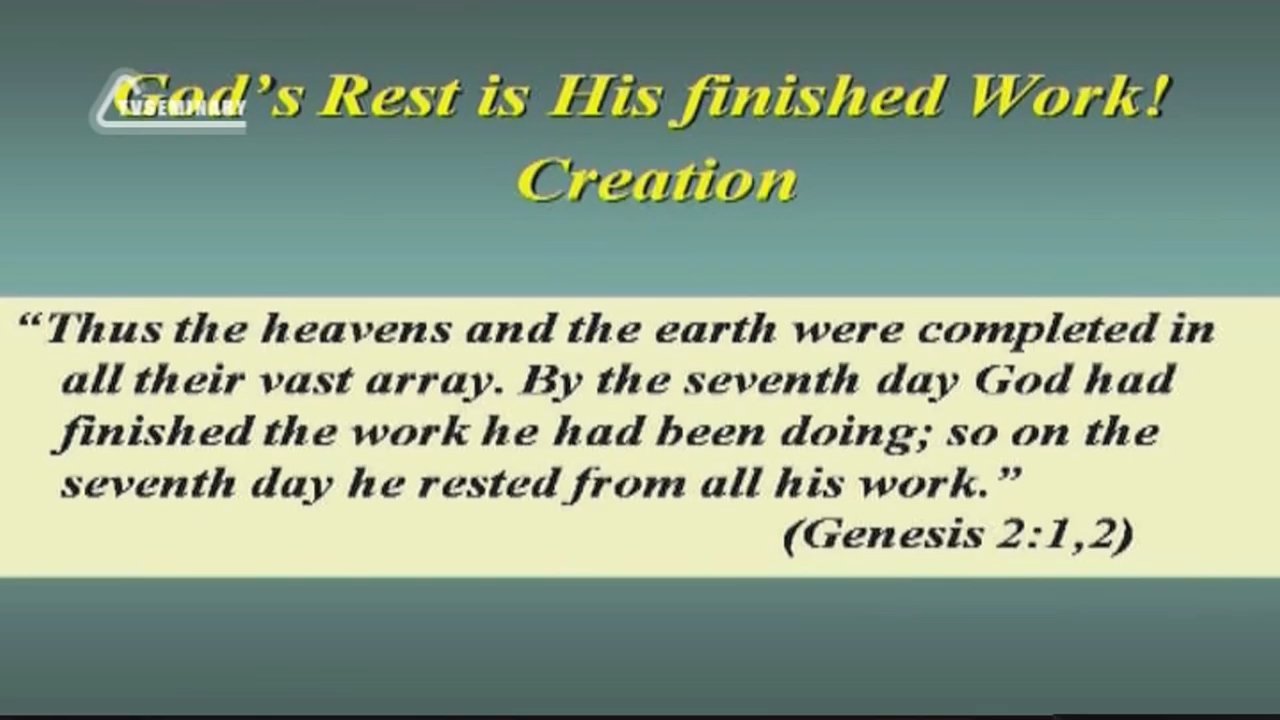 God's Rest is His finished Work!
TVSEMINARY
Creation
“Thus the heavens and the earth were completed in
all their vast array. By the seventh day God had
finished the work he had been doing; so on the
seventh day he rested from all his work.”
(Genesis 2:1,2)